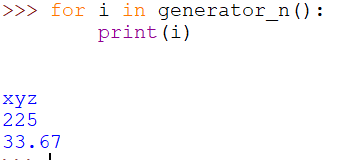 >>> for i in generator_n():
        print(i)
xyz
225
33.67
>>>